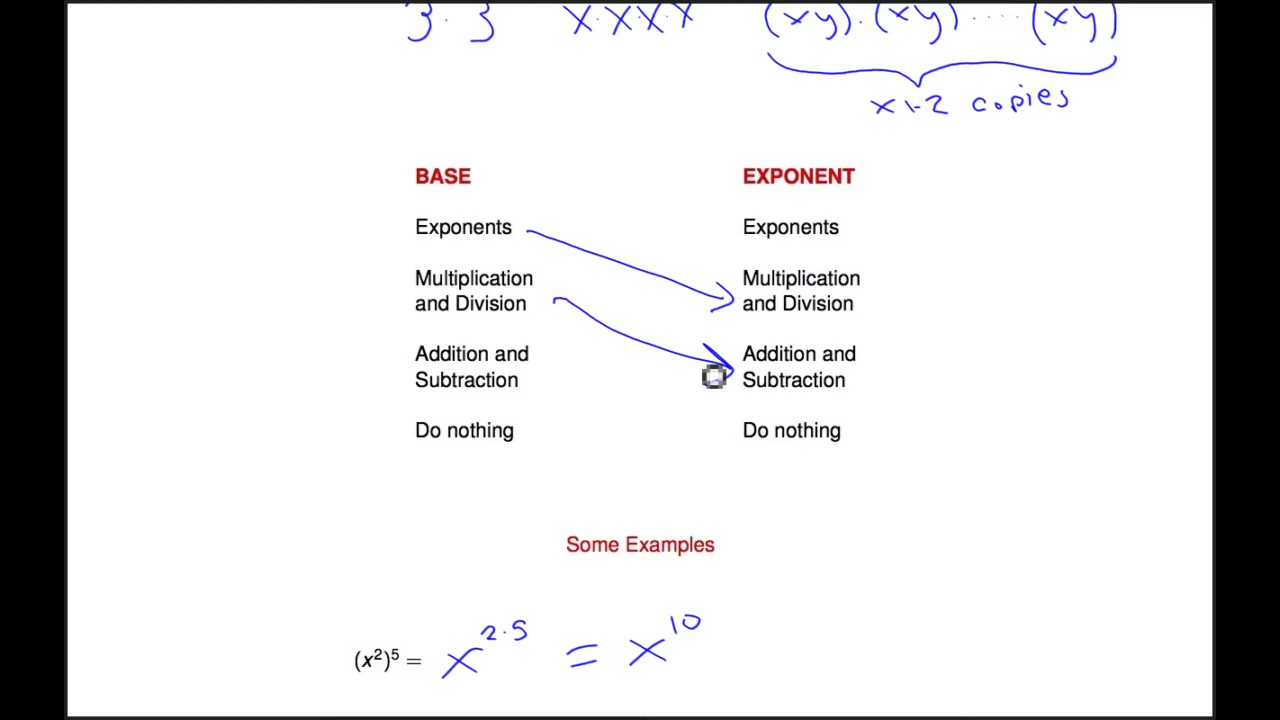 3 · 3 x · x · x · x (xy) · (xy) ···· (xy)
x+2 copies
BASE EXPONENT
Exponents Exponents
Multiplication and Division Multiplication and Division
Addition and Subtraction Addition and Subtraction
Do nothing Do nothing
Some Examples
(x²)⁵ = x^{2·5} = x^{10}